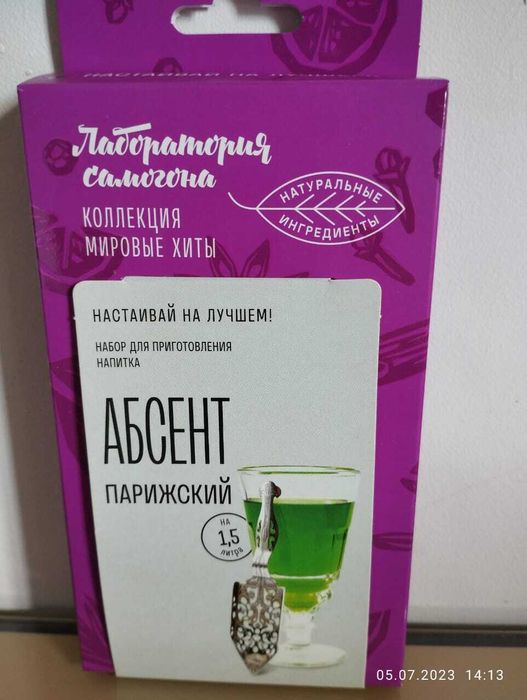 НАСТАИВАЙ НА ЛУЧШЕМ
Лаборатория
самогона
НАТУРАЛЬНЫЕ
ИНГРЕДИЕНТЫ
КОЛЛЕКЦИЯ
МИРОВЫЕ ХИТЫ
НАСТАИВАЙ НА ЛУЧШЕМ!
НАБОР ДЛЯ ПРИГОТОВЛЕНИЯ
НАПИТКА
АБСЕНТ
ПАРИЖСКИЙ
НА
1,5
литра
05.07.2023 14:13